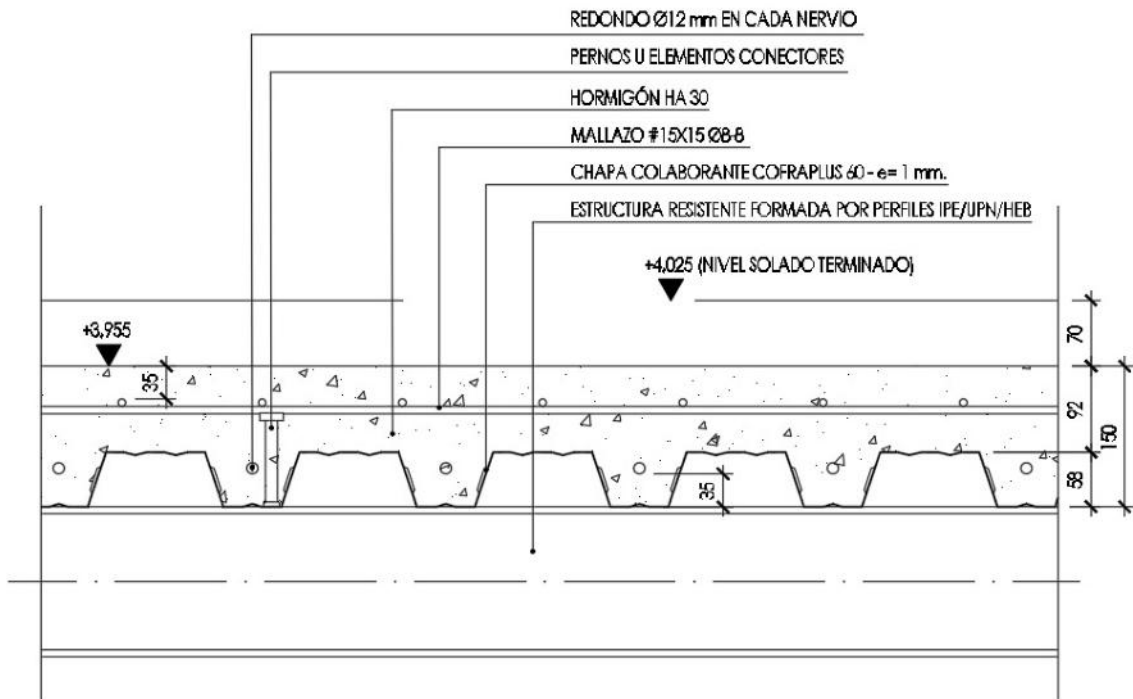 REDONDO Ø12 mm EN CADA NERVIO
PERNOS U ELEMENTOS CONECTORES
HORMIGÓN HA 30
MALLAZO #15X15 Ø8-8
CHAPA COLABORANTE COFRAPLUS 60 - e= 1 mm.
ESTRUCTURA RESISTENTE FORMADA POR PERFILES IPE/UPN/HEB
+4,025 (NIVEL SOLADO TERMINADO)
+3,955
70
35
92
150
58
35